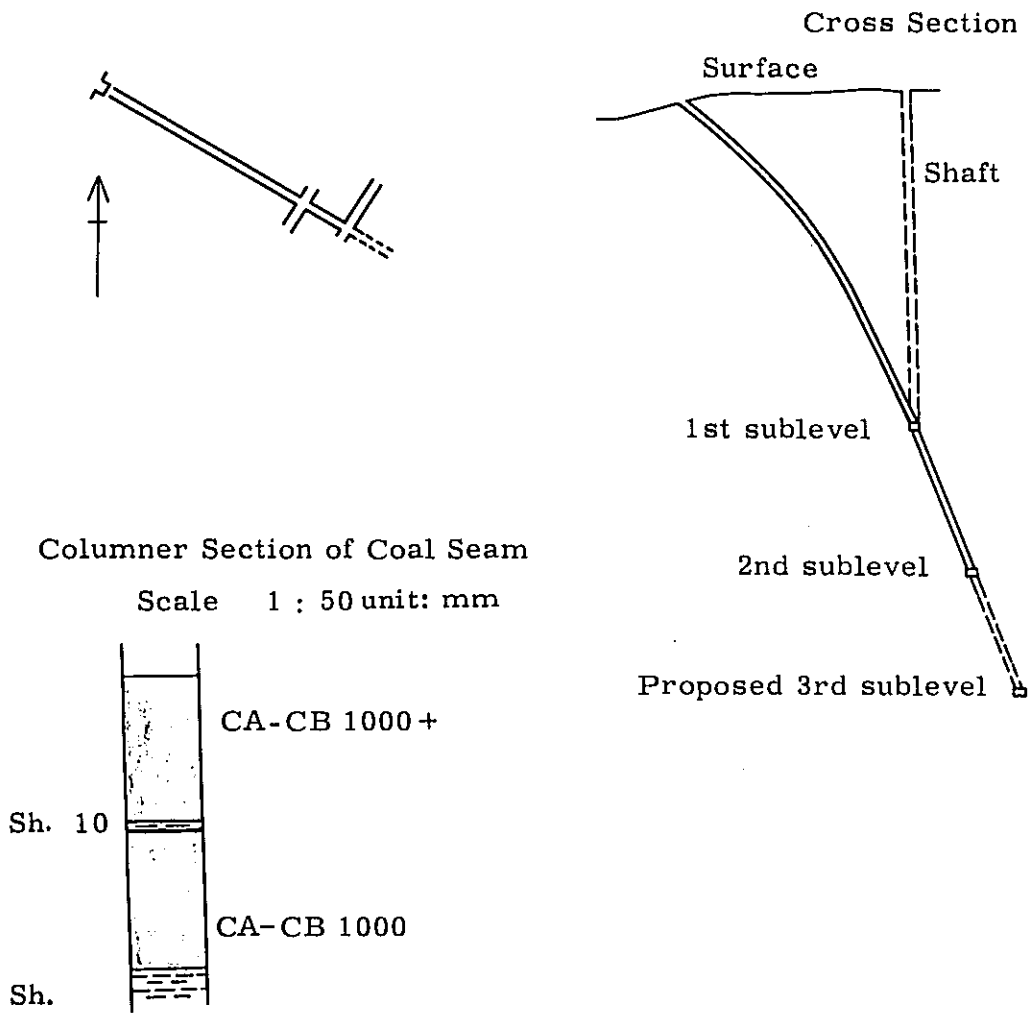 Cross Section
Surface
Shaft
1st sublevel
2nd sublevel
Proposed 3rd sublevel
Columner Section of Coal Seam
Scale 1 : 50 unit: mm
CA-CB 1000+
Sh. 10
CA-CB 1000
Sh.